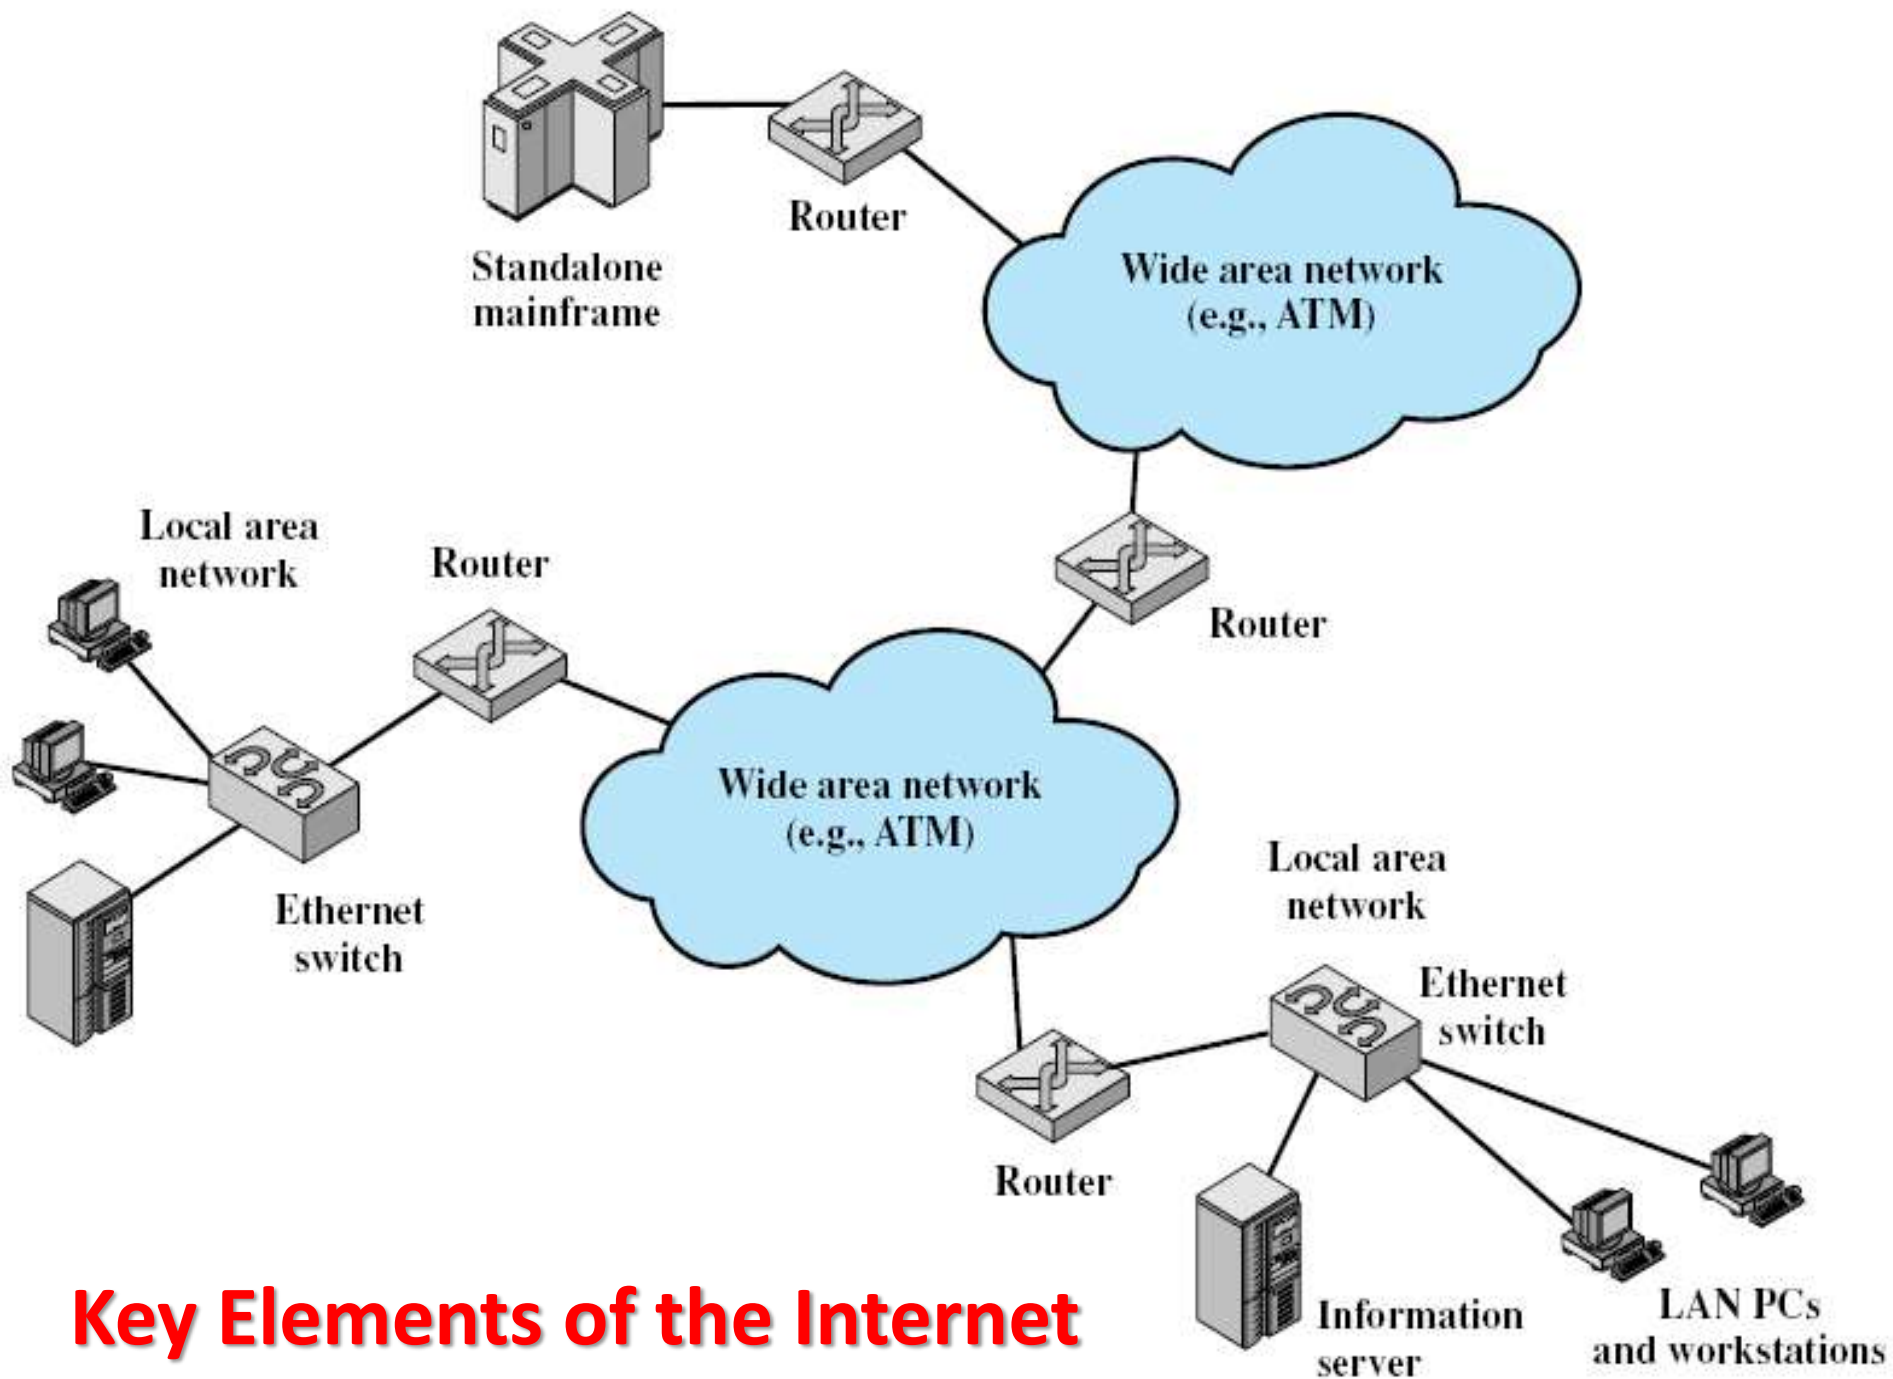 Router
Standalone
mainframe
Wide area network
(e.g., ATM)
Local area
network
Router
Router
Wide area network
(e.g., ATM)
Local area
network
Ethernet
switch
Ethernet
switch
Router
Information
server
LAN PCs
and workstations
Key Elements of the Internet